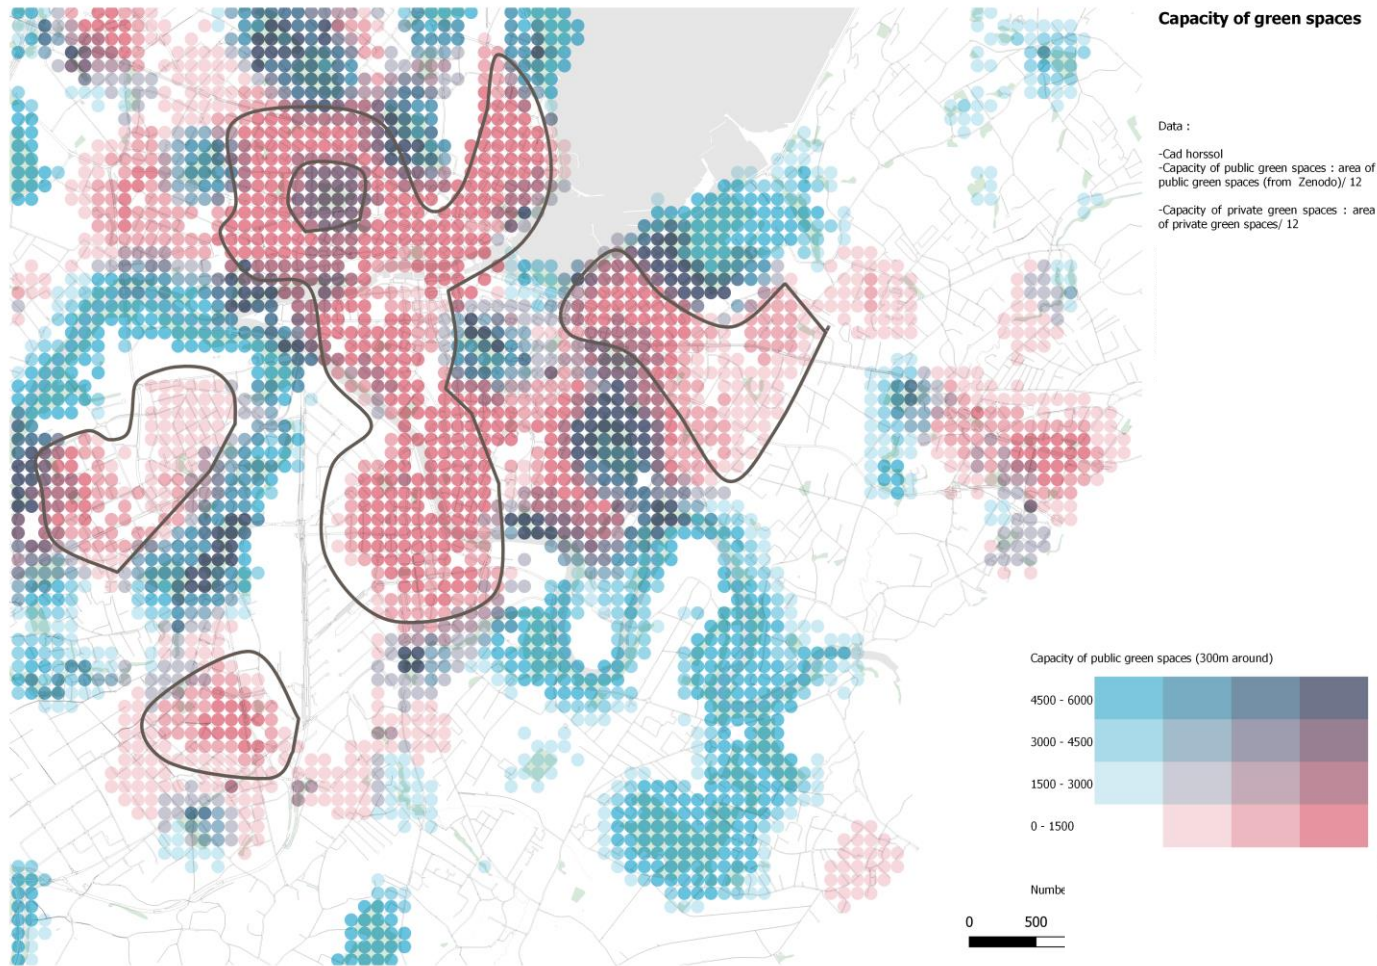 Capacity of green spaces
Data :
-Cad horssol
-Capacity of public green spaces : area of
public green spaces (from Zenodo)/ 12
-Capacity of private green spaces : area
of private green spaces/ 12
Capacity of public green spaces (300m around)
4500 - 6000
3000 - 4500
1500 - 3000
0 - 1500
Numbe
0 500